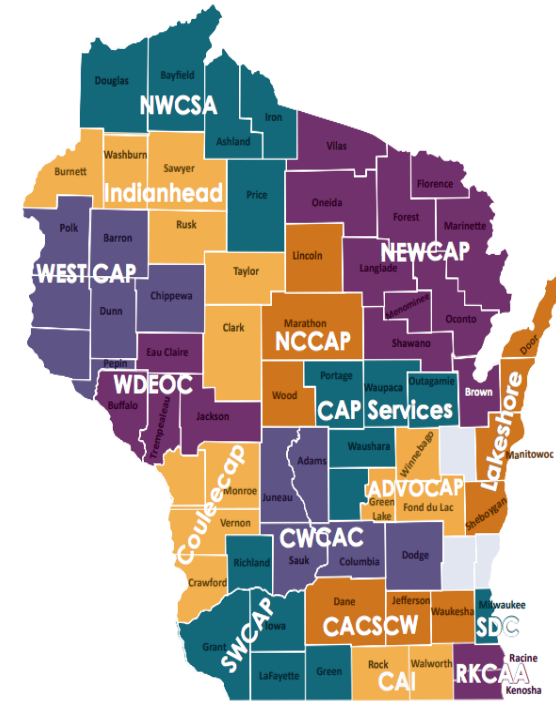 Douglas
Bayfield
NWCSA
Iron
Ashland
Vilas
Washburn
Burnett
Sawyer
Florence
Indianhead
Price
Oneida
Forest
Rusk
Marinette
Polk
Barron
NEWCAP
Lincoln
Langlade
WEST CAP
Taylor
Chippewa
Menominee
Dunn
Oconto
Marathon
Clark
NCCAP
Shawano
Door
Eau Claire
Pepin
WDEOC
Portage
Waupaca
Outagamie
Brown
Wood
Buffalo
CAP Services
Trempealeau
Jackson
Lakeshore
Waushara
Winnebago
Manitowoc
Adams
Monroe
Juneau
ADVOCAP
Green
Lake
Fond du Lac
Sheboygan
Couleecap
Vernon
CWCAC
Richland
Sauk
Columbia
Dodge
Crawford
Dane
Jefferson
Waukesha
Milwaukee
SDC
Iowa
SWCAP
CACSCW
Grant
LaFayette
Green
Rock
Walworth
CAI
RKCAA
Racine
Kenosha